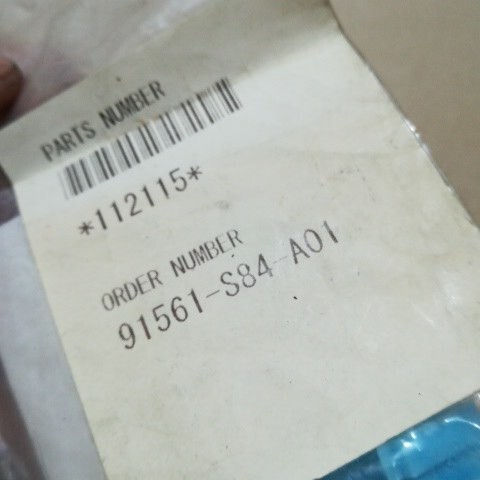 PARTS NUMBER
*112115*
ORDER NUMBER
91561-S84-A01